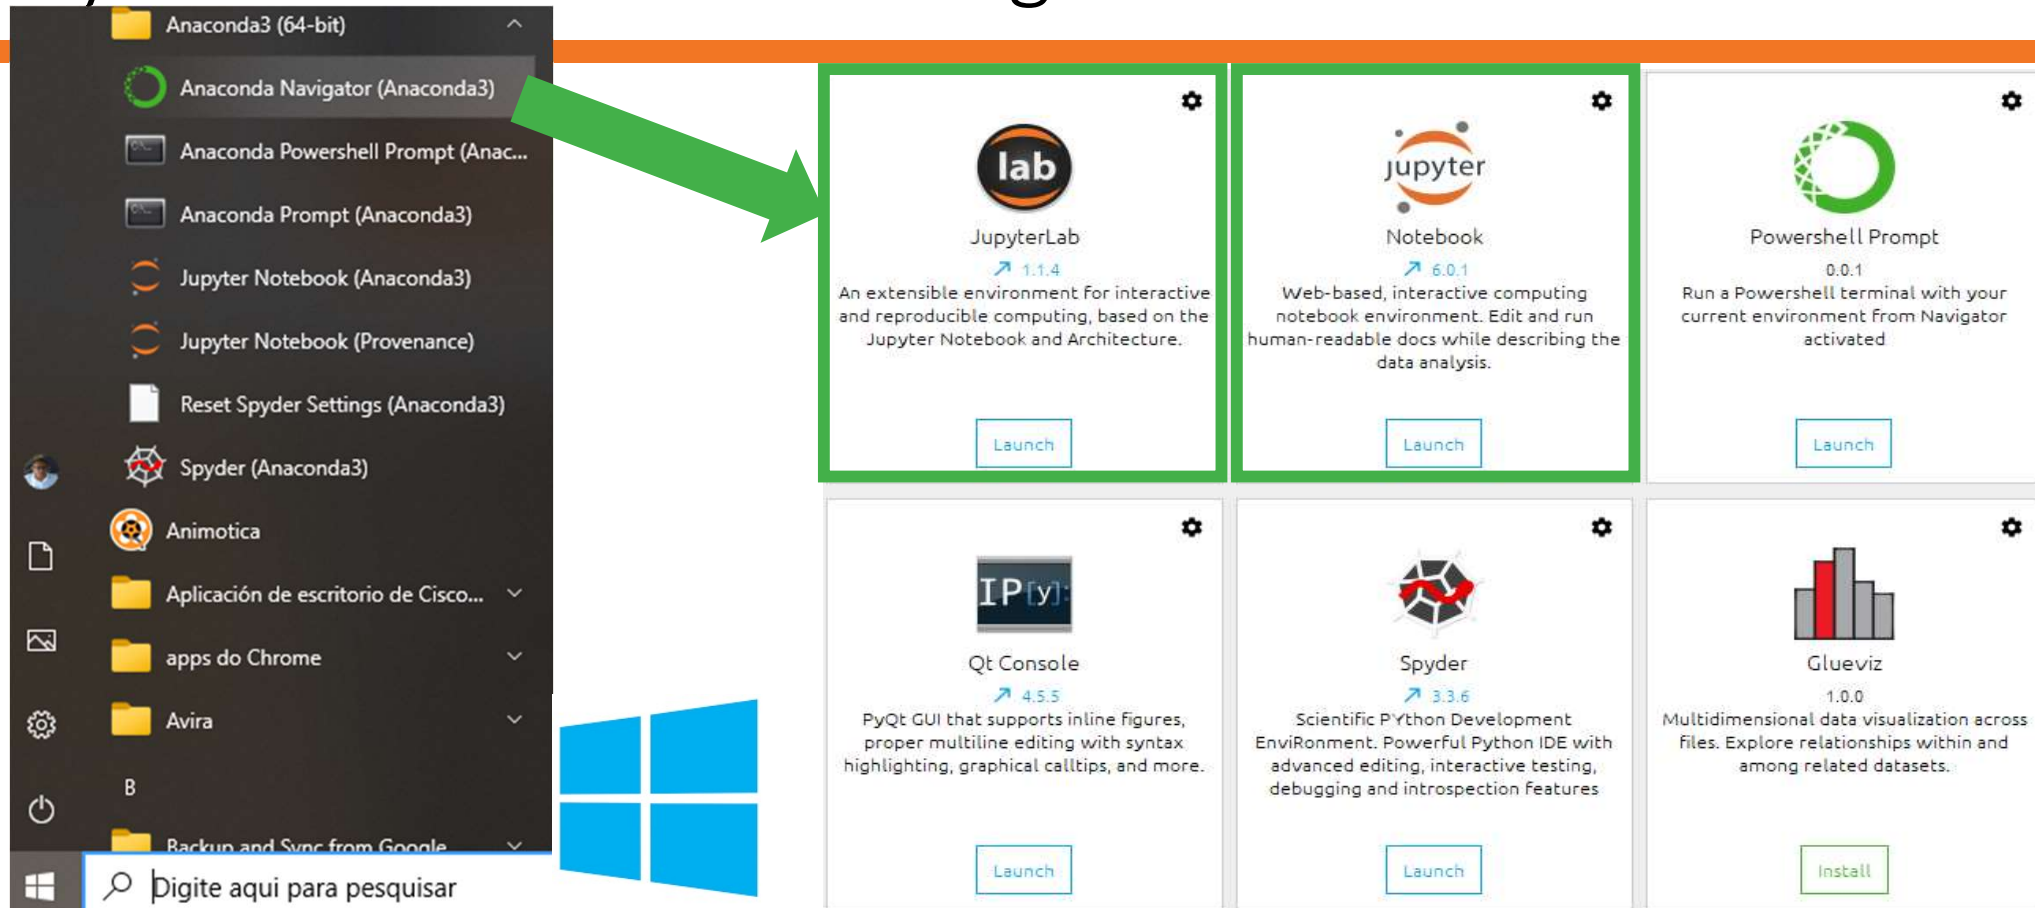 Anaconda3 (64-bit)
Anaconda Navigator (Anaconda3)
Anaconda Powershell Prompt (Anac...
Anaconda Prompt (Anaconda3)
Jupyter Notebook (Anaconda3)
Jupyter Notebook (Provenance)
Reset Spyder Settings (Anaconda3)
Spyder (Anaconda3)
Animotica
Aplicación de escritorio de Cisco...
apps do Chrome
Avira
B
Backup and Sync from Google
Digite aqui para pesquisar
lab
JupyterLab
1.1.4
An extensible environment for interactive
and reproducible computing, based on the
Jupyter Notebook and Architecture.
Launch
jupyter
Notebook
6.0.1
Web-based, interactive computing
notebook environment. Edit and run
human-readable docs while describing the
data analysis.
Launch
Powershell Prompt
0.0.1
Run a Powershell terminal with your
current environment from Navigator
activated
Launch
IP[y]:
Qt Console
4.5.5
PyQt GUI that supports inline figures,
proper multiline editing with syntax
highlighting, graphical calltips, and more.
Launch
Spyder
3.3.6
Scientific PYthon Development
EnviRonment. Powerful Python IDE with
advanced editing, interactive testing,
debugging and introspection features
Launch
Glueviz
1.0.0
Multidimensional data visualization across
files. Explore relationships within and
among related datasets.
Install